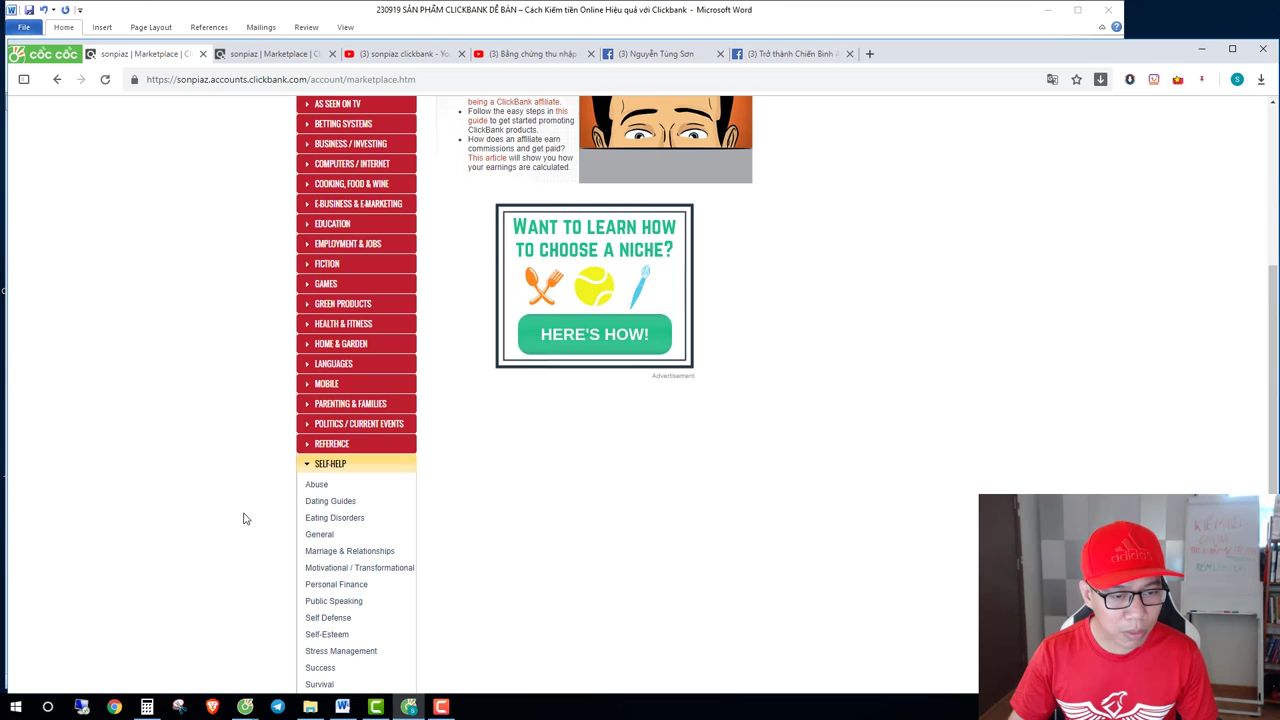 230919 SẢN PHẨM CLICKBANK DỄ BÁN – Cách Kiếm tiền Online Hiệu quả với Clickbank - Microsoft Word
File Home Insert Page Layout References Mailings Review View
CỐC CỐC sonpiaz | Marketplace | Cl sonpiaz | Marketplace | Cl (3) sonpiaz clickbank - Yo (3) Bằng chứng thu nhập (3) Nguyễn Tùng Sơn (3) Trở thành Chiến Binh A
https://sonpiaz.accounts.clickbank.com/account/marketplace.htm
AS SEEN ON TV
BETTING SYSTEMS
BUSINESS / INVESTING
COMPUTERS / INTERNET
COOKING, FOOD & WINE
E-BUSINESS & E-MARKETING
EDUCATION
EMPLOYMENT & JOBS
FICTION
GAMES
GREEN PRODUCTS
HEALTH & FITNESS
HOME & GARDEN
LANGUAGES
MOBILE
PARENTING & FAMILIES
POLITICS / CURRENT EVENTS
REFERENCE
SELF-HELP
Abuse
Dating Guides
Eating Disorders
General
Marriage & Relationships
Motivational / Transformational
Personal Finance
Public Speaking
Self Defense
Self-Esteem
Stress Management
Success
Survival
being a ClickBank affiliate.
Follow the easy steps in this
guide to get started promoting
ClickBank products.
How does an affiliate earn
commissions and get paid?
This article will show you how
your earnings are calculated.
WANT TO LEARN HOW
TO CHOOSE A NICHE?
HERE'S HOW!
Advertisement
adidas